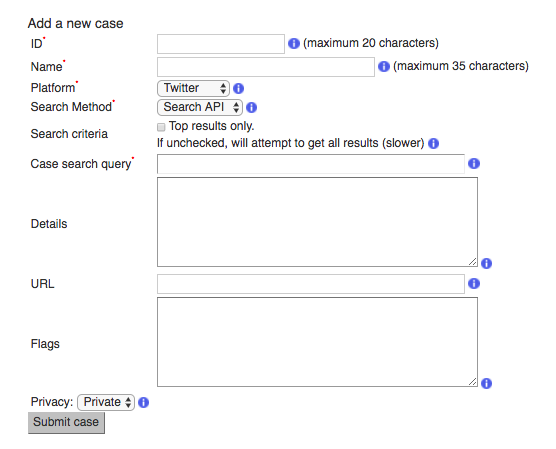 Add a new case
ID* (maximum 20 characters)
Name* (maximum 35 characters)
Platform* Twitter
Search Method* Search API
Search criteria Top results only.
If unchecked, will attempt to get all results (slower)
Case search query*
Details
URL
Flags
Privacy: Private
Submit case